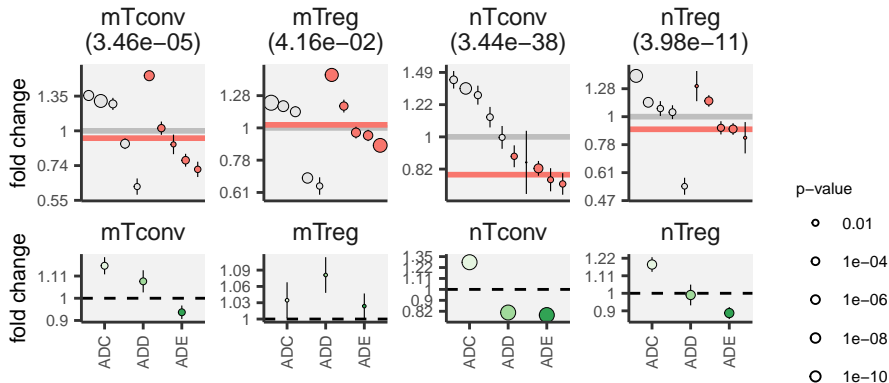 mTconv
(3.46e−05)
mTreg
(4.16e−02)
nTconv
(3.44e−38)
nTreg
(3.98e−11)
fold change
1.35
1
0.74
0.55
1.28
1
0.78
0.61
1.49
1.22
1
0.82
1.28
1
0.78
0.61
0.47
mTconv
mTreg
nTconv
nTreg
fold change
1.11
1
0.9
1.09
1.06
1.03
1
1.35
1.22
1.11
1
0.9
0.82
1.22
1.11
1
0.9
ADC
ADD
ADE
ADC
ADD
ADE
ADC
ADD
ADE
ADC
ADD
ADE
p−value
0.01
1e−04
1e−06
1e−08
1e−10